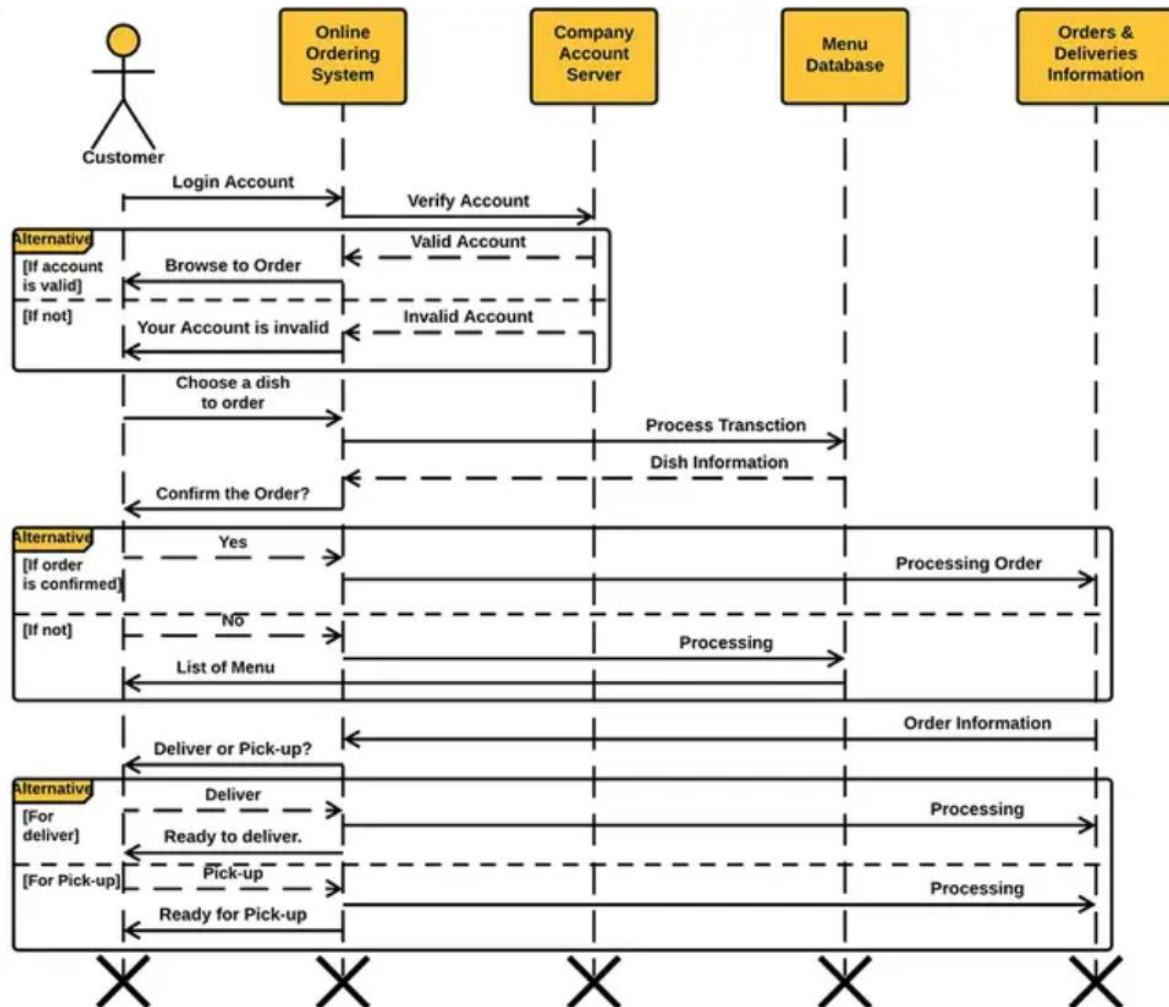 Online
Ordering
System
Company
Account
Server
Menu
Database
Orders &
Deliveries
Information
Customer
Login Account
Verify Account
Alternative
[If account
is valid]
Valid Account
Browse to Order
[If not]
Invalid Account
Your Account is invalid
Choose a dish
to order
Process Transction
Dish Information
Confirm the Order?
Alternative
[If order
is confirmed]
Yes
Processing Order
[If not]
No
Processing
List of Menu
Order Information
Deliver or Pick-up?
Alternative
[For
deliver]
Deliver
Processing
Ready to deliver.
[For Pick-up]
Pick-up
Processing
Ready for Pick-up